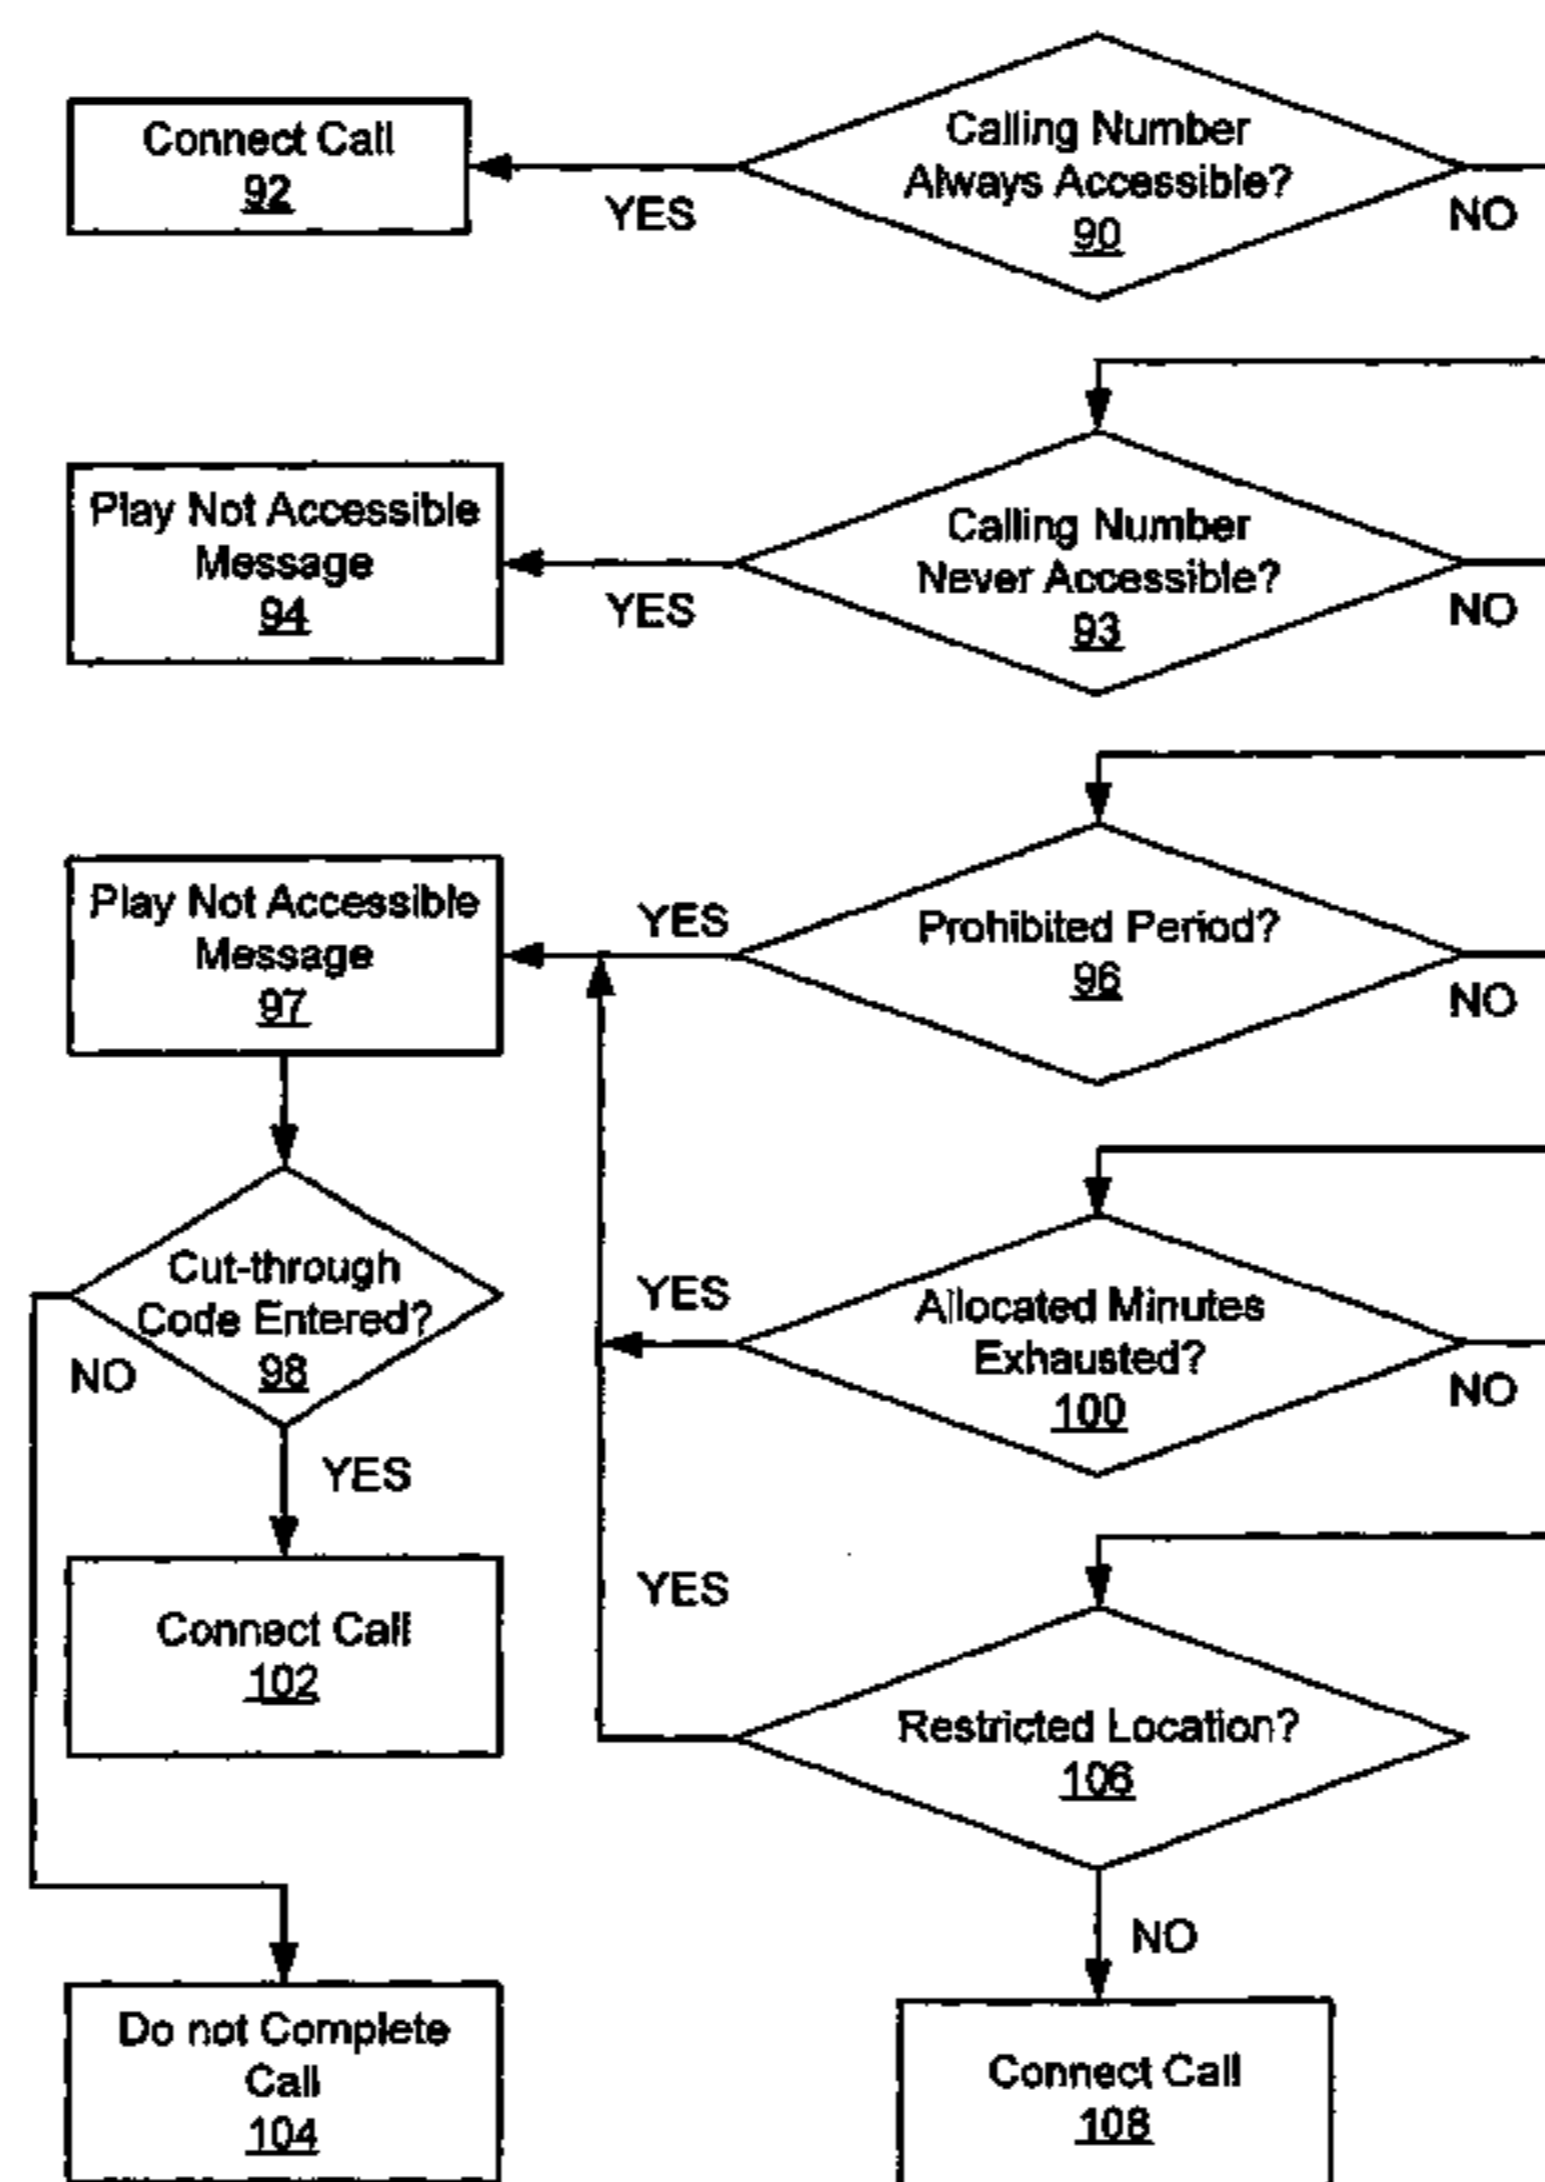 Connect Call
92
YES
Calling Number
Always Accessible?
90
NO
Play Not Accessible
Message
94
YES
Calling Number
Never Accessible?
93
NO
Play Not Accessible
Message
97
YES
Prohibited Period?
96
NO
Cut-through
Code Entered?
98
NO
YES
YES
Allocated Minutes
Exhausted?
100
NO
Connect Call
102
YES
Restricted Location?
106
NO
Do not Complete
Call
104
Connect Call
108